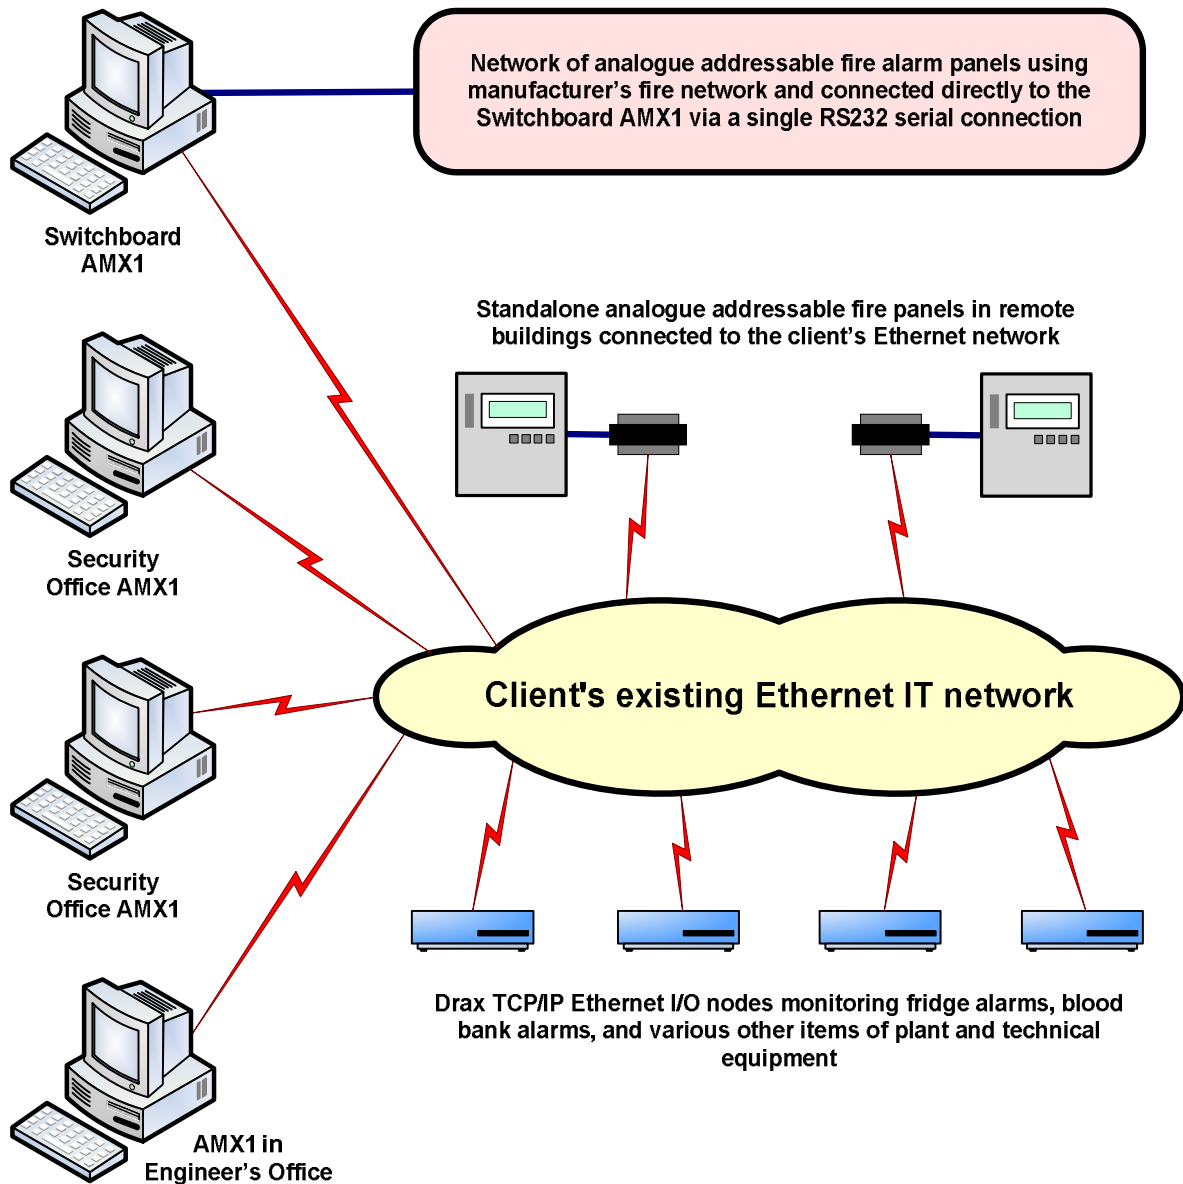 Network of analogue addressable fire alarm panels using
manufacturer's fire network and connected directly to the
Switchboard AMX1 via a single RS232 serial connection
Switchboard
AMX1
Standalone analogue addressable fire panels in remote
buildings connected to the client's Ethernet network
Security
Office AMX1
Client's existing Ethernet IT network
Security
Office AMX1
Drax TCP/IP Ethernet I/O nodes monitoring fridge alarms, blood
bank alarms, and various other items of plant and technical
equipment
AMX1 in
Engineer's Office